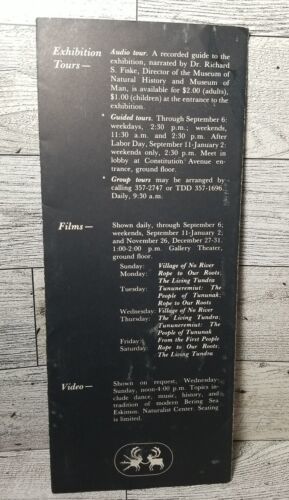 Exhibition Tours —
Audio tour. A recorded guide to the
exhibition, narrated by Dr. Richard
S. Fiske, Director of the Museum of
Natural History and Museum of
Man, is available for $2.00 (adults),
$1.00 (children) at the entrance to the
exhibition.
• Guided tours. Through September 6:
weekdays, 2:30 p.m.; weekends,
11:30 a.m. and 2:30 p.m. After
Labor Day, September 11-January 2:
weekends only, 2:30 p.m. Meet in
lobby at Constitution Avenue en-
trance, ground floor.
• Group tours may be arranged by
calling 357-2747 or TDD 357-1696.
Daily, 9:30 a.m.
Films —
Shown daily, through September 6;
weekends, September 11-January 2;
and November 26, December 27-31.
1:00-2:00 p.m. Gallery Theater,
ground floor.
Sunday: Village of No River
Monday: Rope to Our Roots;
The Living Tundra
Tuesday: Tununeremiut: The
People of Tununak;
Rope to Our Roots
Wednesday: Village of No River
Thursday: The Living Tundra;
Tununeremiut: The
People of Tununak
Friday: From the First People
Saturday: Rope to Our Roots;
The Living Tundra
Video —
Shown on request, Wednesday-
Sunday, noon-4:00 p.m. Topics in-
clude dance, music, history, and
tradition of modern Bering Sea
Eskimos. Naturalist Center. Seating
is limited.